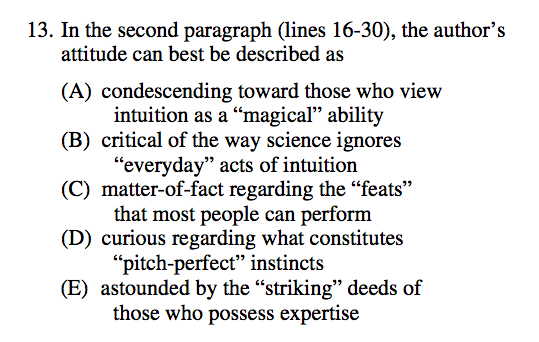 13. In the second paragraph (lines 16-30), the author’s
attitude can best be described as
(A) condescending toward those who view
intuition as a “magical” ability
(B) critical of the way science ignores
“everyday” acts of intuition
(C) matter-of-fact regarding the “feats”
that most people can perform
(D) curious regarding what constitutes
“pitch-perfect” instincts
(E) astounded by the “striking” deeds of
those who possess expertise